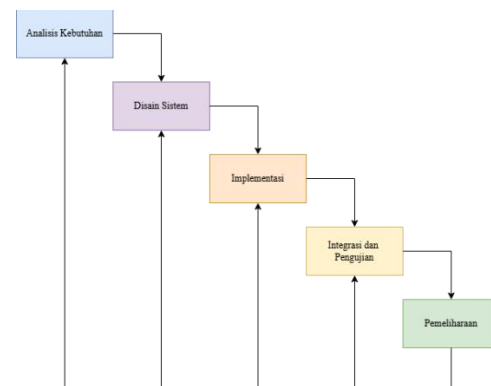 Analisis Kebutuhan
Disain Sistem
Implementasi
Integrasi dan
Pengujian
Pemeliharaan